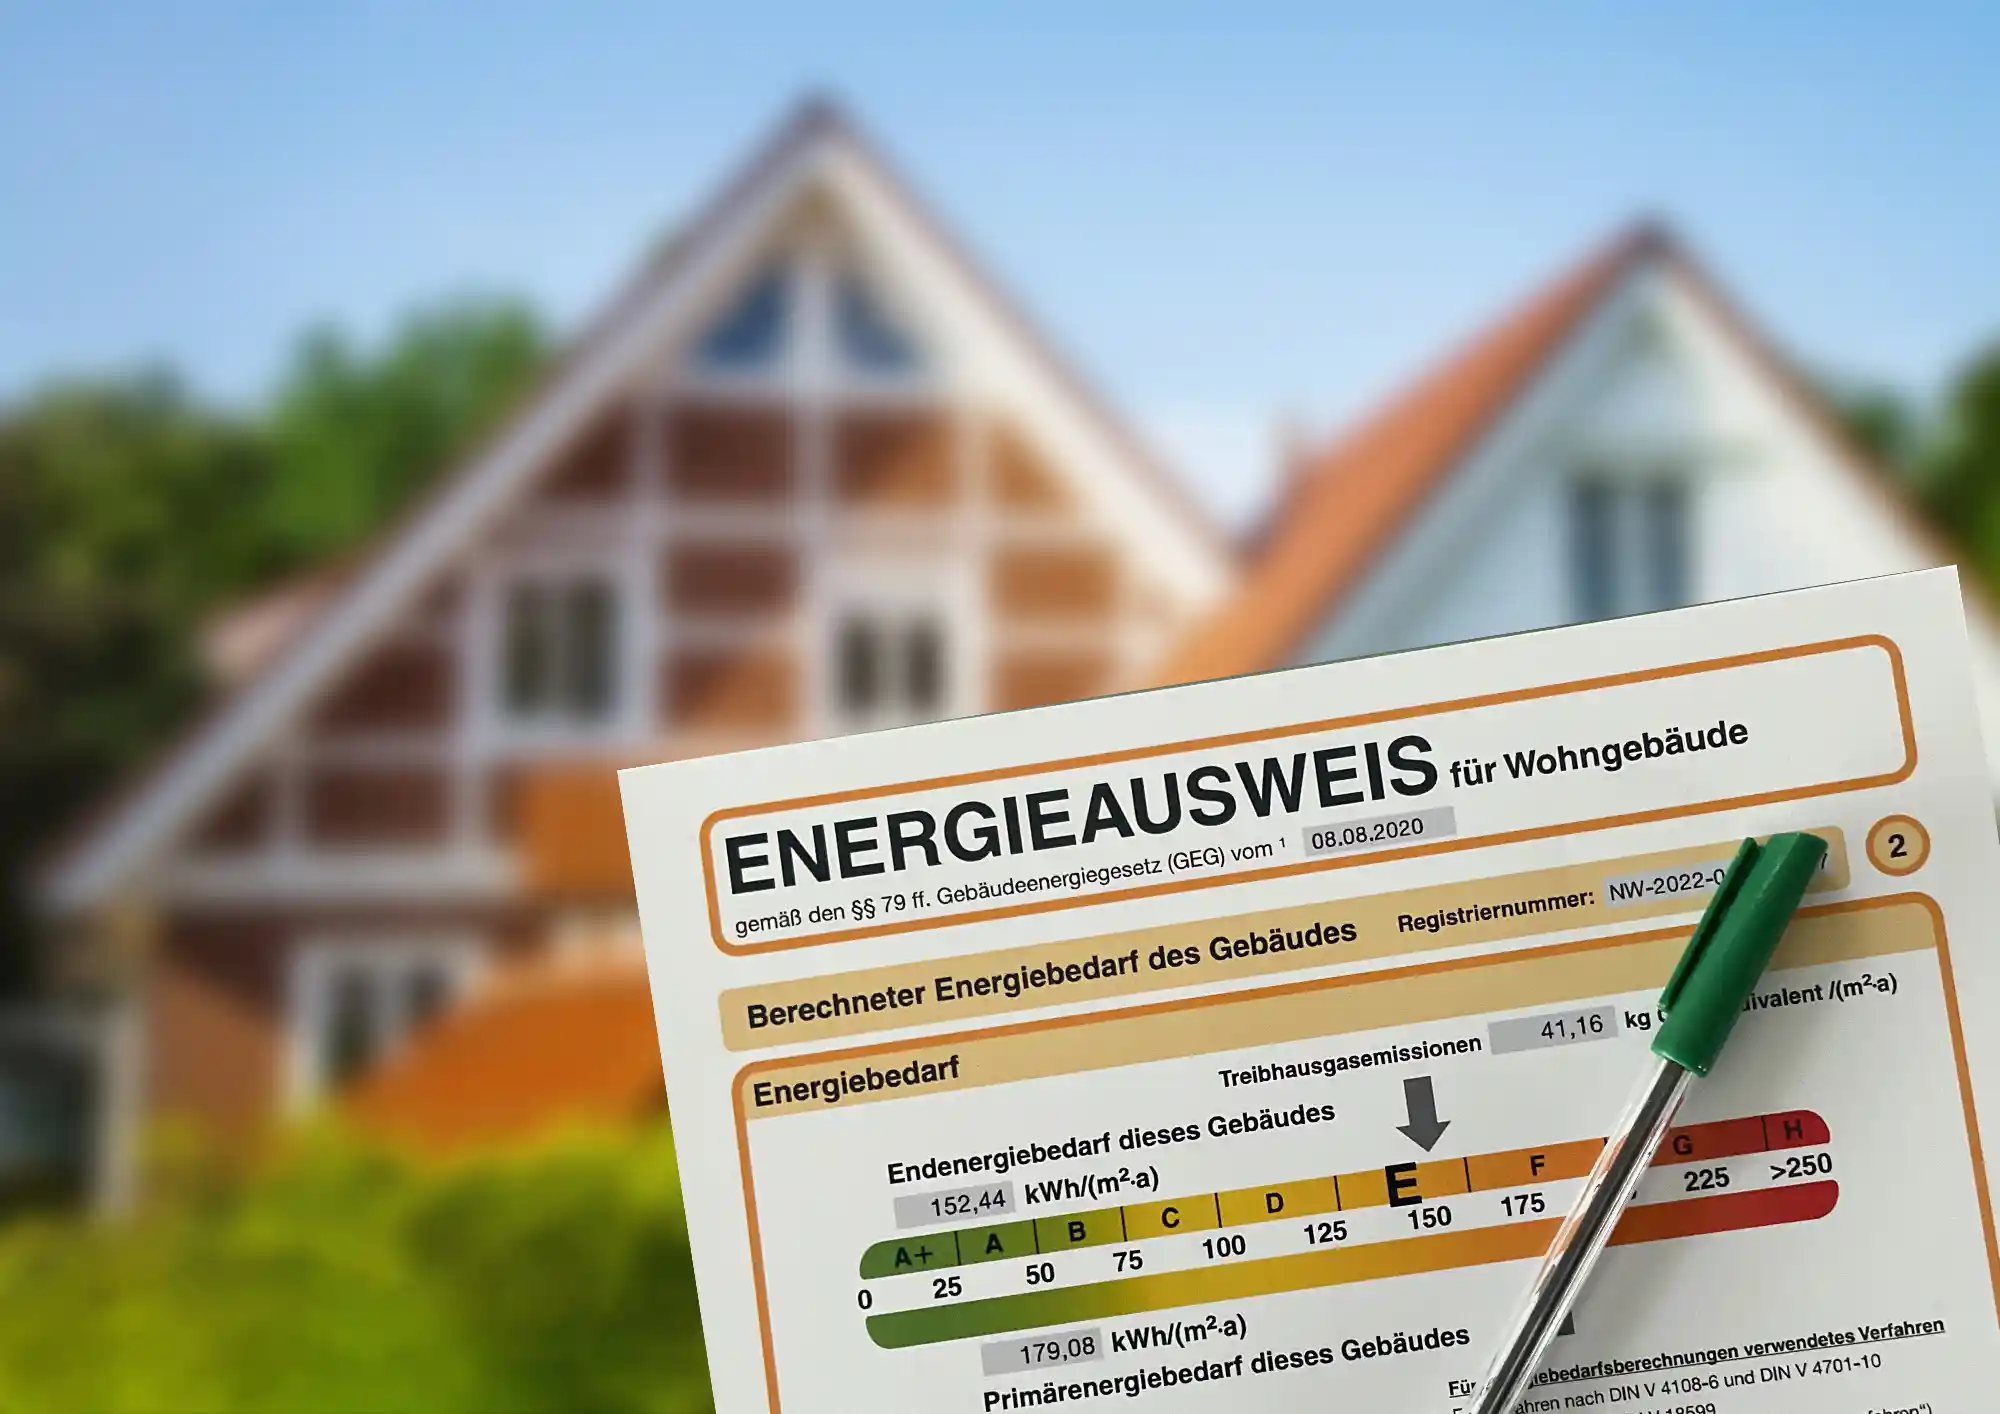 ENERGIEAUSWEIS für Wohngebäude
gemäß den §§ 79 ff. Gebäudeenergiegesetz (GEG) vom ¹ 08.08.2020
Berechneter Energiebedarf des Gebäudes Registriernummer: NW-2022-0 7 2
Energiebedarf
Treibhausgasemissionen 41,16 kg ivalent /(m²·a)
Endenergiebedarf dieses Gebäudes
152,44 kWh/(m²·a)
A+ A B C D E F G H
0 25 50 75 100 125 150 175 225 >250
179,08 kWh/(m²·a)
Primärenergiebedarf dieses Gebäudes
Für iebedarfsberechnungen verwendetes Verfahren
ahren nach DIN V 4108-6 und DIN V 4701-10
18599